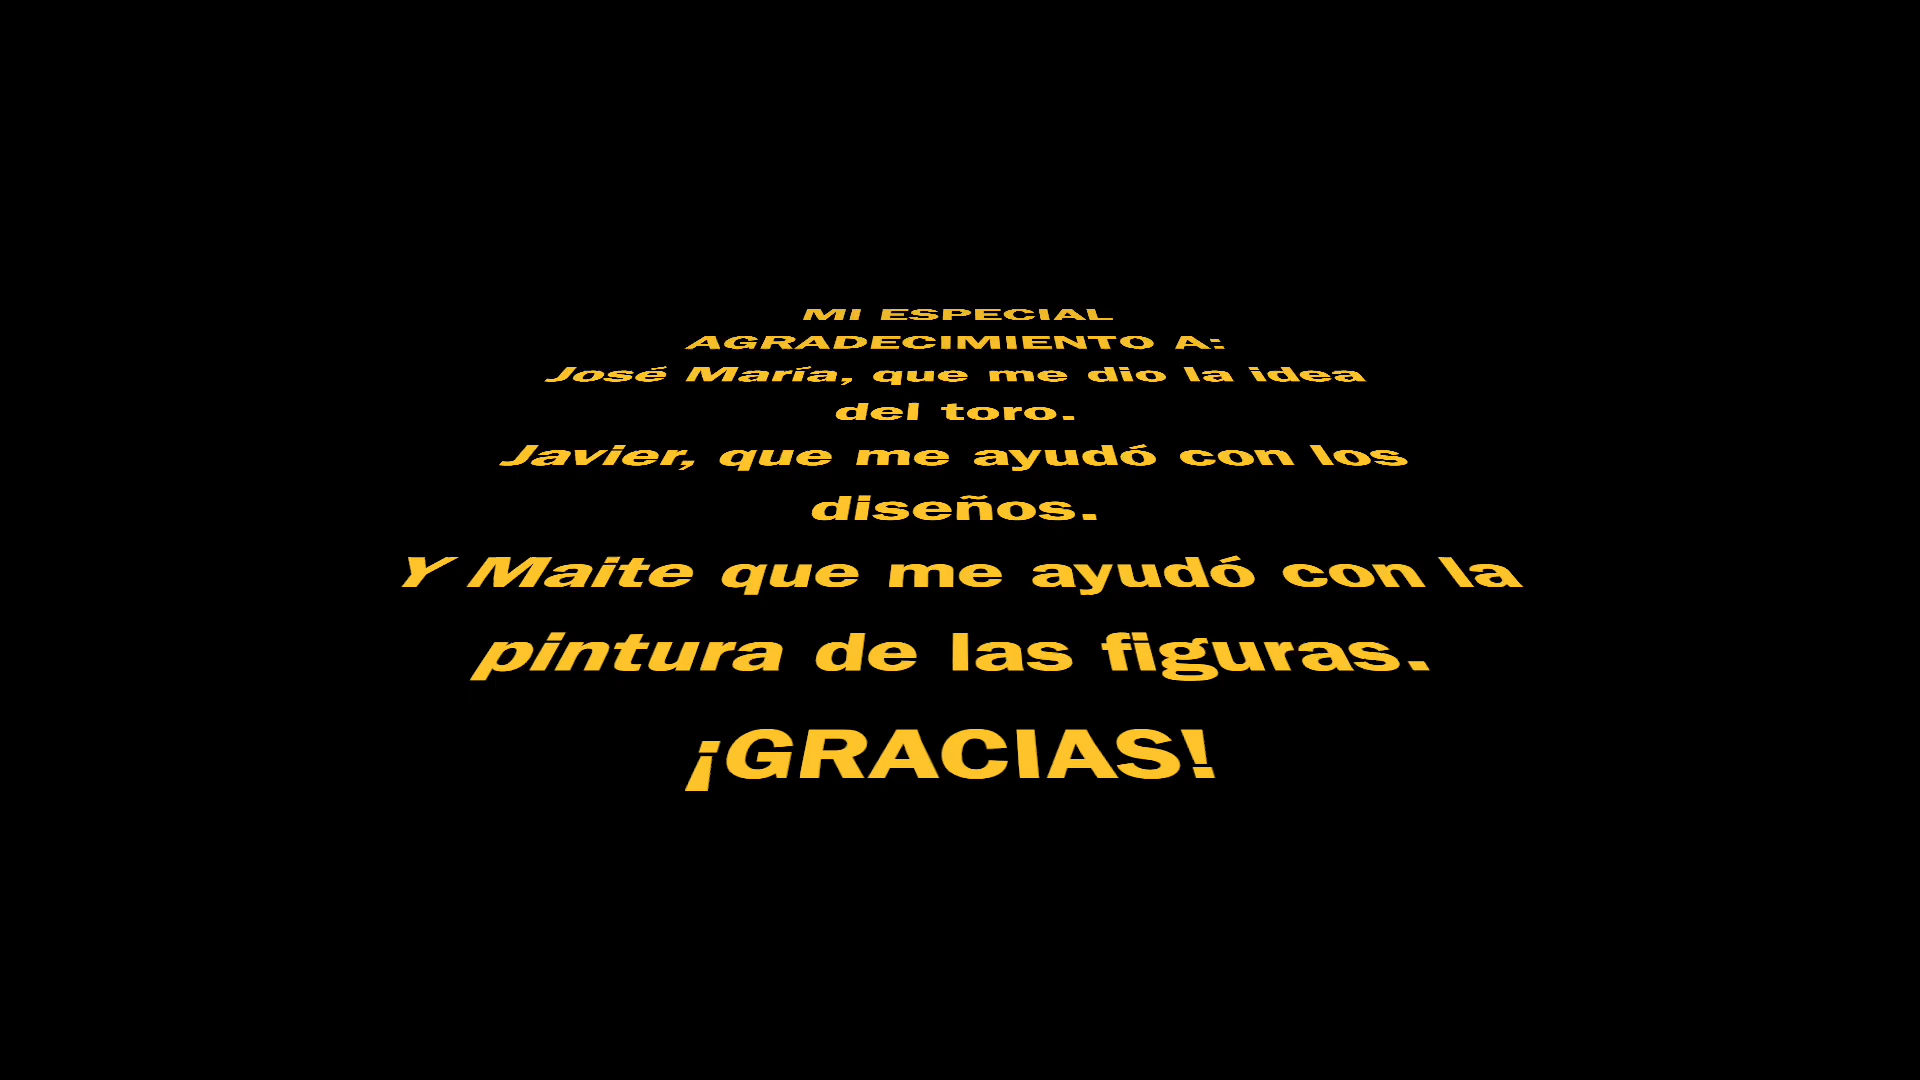 MI ESPECIAL
AGRADECIMIENTO A:
José María, que me dio la idea
del toro.
Javier, que me ayudó con los
diseños.
Y Maite que me ayudó con la
pintura de las figuras.
¡GRACIAS!